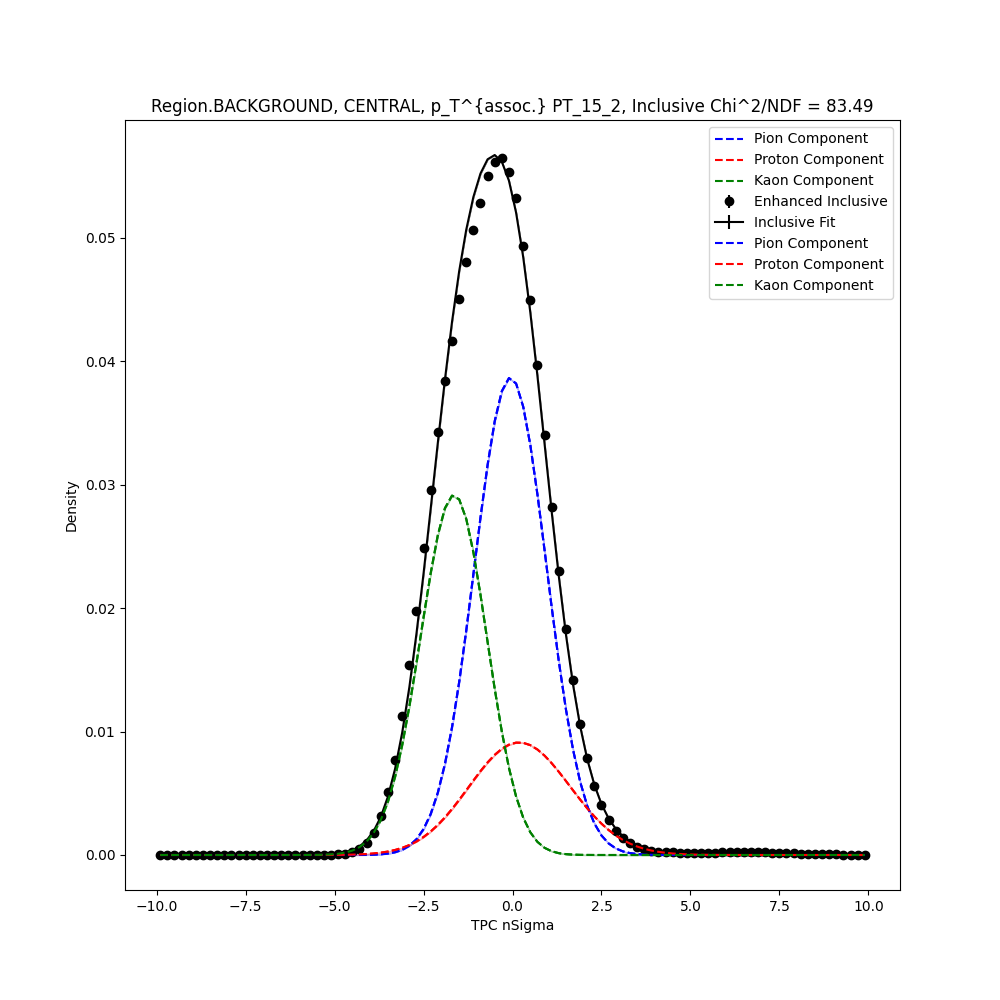 Region.BACKGROUND, CENTRAL, p_T^{assoc.} PT_15_2, Inclusive Chi^2/NDF = 83.49
Pion Component
Proton Component
Kaon Component
Enhanced Inclusive
Inclusive Fit
Pion Component
Proton Component
Kaon Component
0.05
0.04
0.03
0.02
0.01
0.00
Density
−10.0 −7.5 −5.0 −2.5 0.0 2.5 5.0 7.5 10.0
TPC nSigma